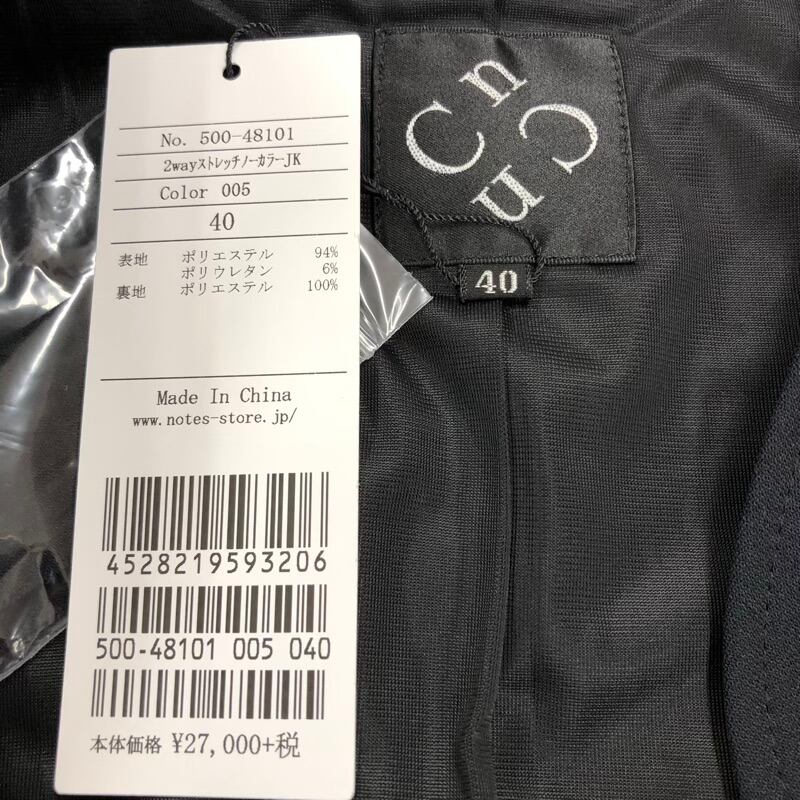 No. 500-48101
2wayストレッチノーカラーJK
Color 005
40
表地 ポリエステル 94%
ポリウレタン 6%
裏地 ポリエステル 100%
Made In China
www.notes-store.jp/
4528219593206
500-48101 005 040
本体価格 ¥27,000+税
Cn
Cu
40